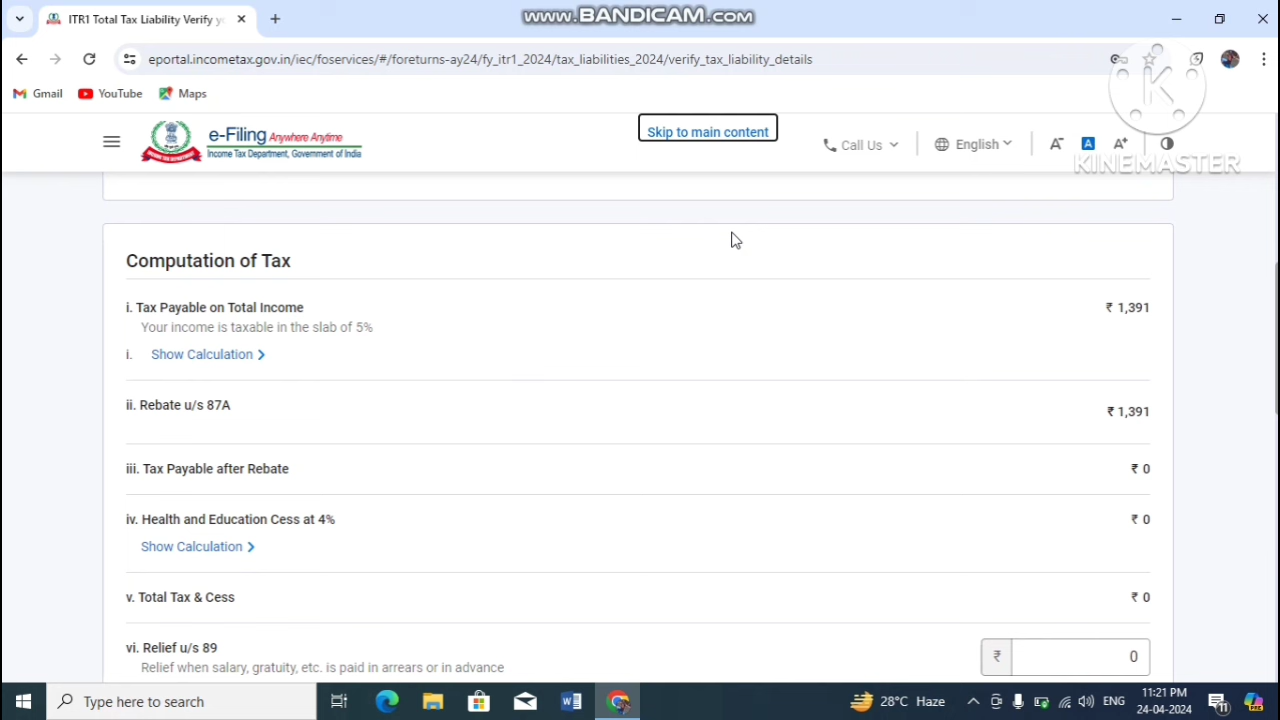 www.BANDICAM.com
ITR1 Total Tax Liability Verify y
eportal.incometax.gov.in/iec/foservices/#/foreturns-ay24/fy_itr1_2024/tax_liabilities_2024/verify_tax_liability_details
Gmail YouTube Maps
K
KINEMASTER
e-Filing Anywhere Anytime
Income Tax Department, Government of India
Skip to main content
Call Us
English
A- A A+
Computation of Tax
i. Tax Payable on Total Income ₹ 1,391
Your income is taxable in the slab of 5%
i. Show Calculation
ii. Rebate u/s 87A ₹ 1,391
iii. Tax Payable after Rebate ₹ 0
iv. Health and Education Cess at 4% ₹ 0
Show Calculation
v. Total Tax & Cess ₹ 0
vi. Relief u/s 89 ₹ 0
Relief when salary, gratuity, etc. is paid in arrears or in advance
Type here to search
28°C Haze
ENG
11:21 PM
24-04-2024
11